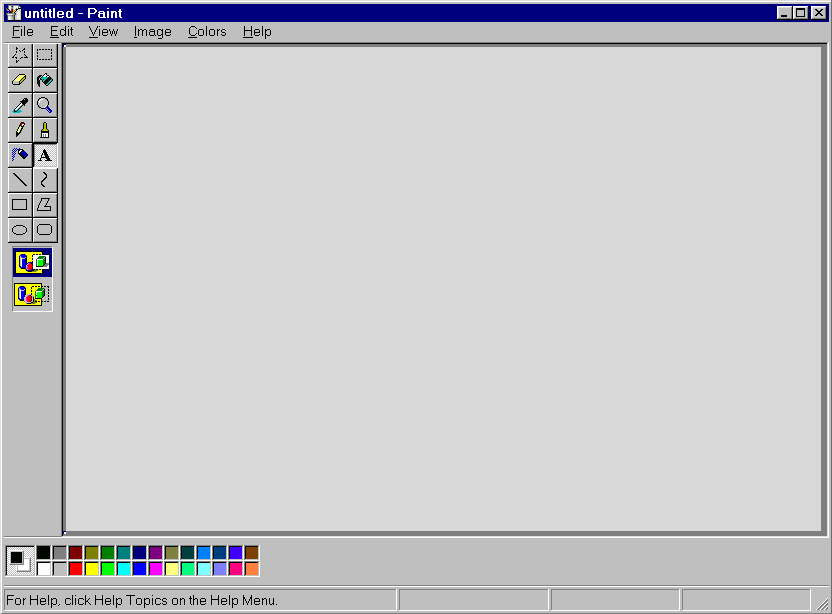 untitled - Paint
File Edit View Image Colors Help
A
For Help, click Help Topics on the Help Menu.